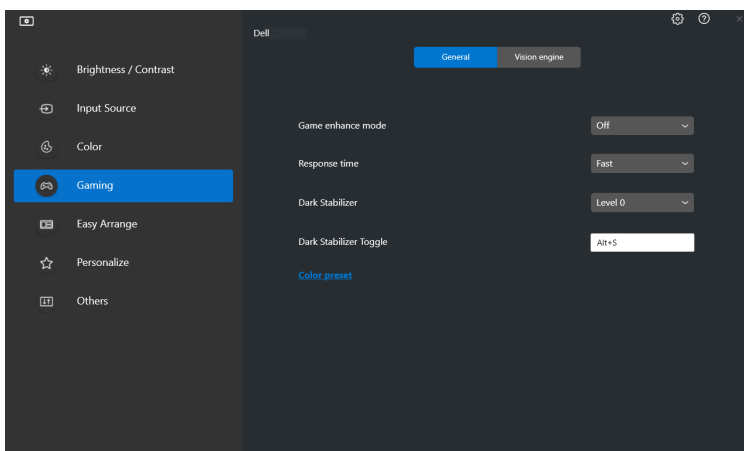 Dell
General
Vision engine
Brightness / Contrast
Input Source
Color
Gaming
Easy Arrange
Personalize
Others
Game enhance mode
Off
Response time
Fast
Dark Stabilizer
Level 0
Dark Stabilizer Toggle
Alt+S
Color preset